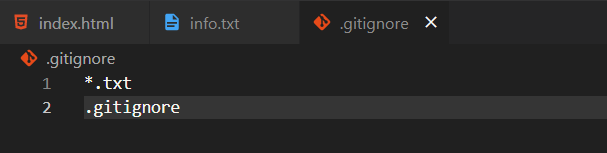 index.html info.txt .gitignore
.gitignore
1 *.txt
2 .gitignore